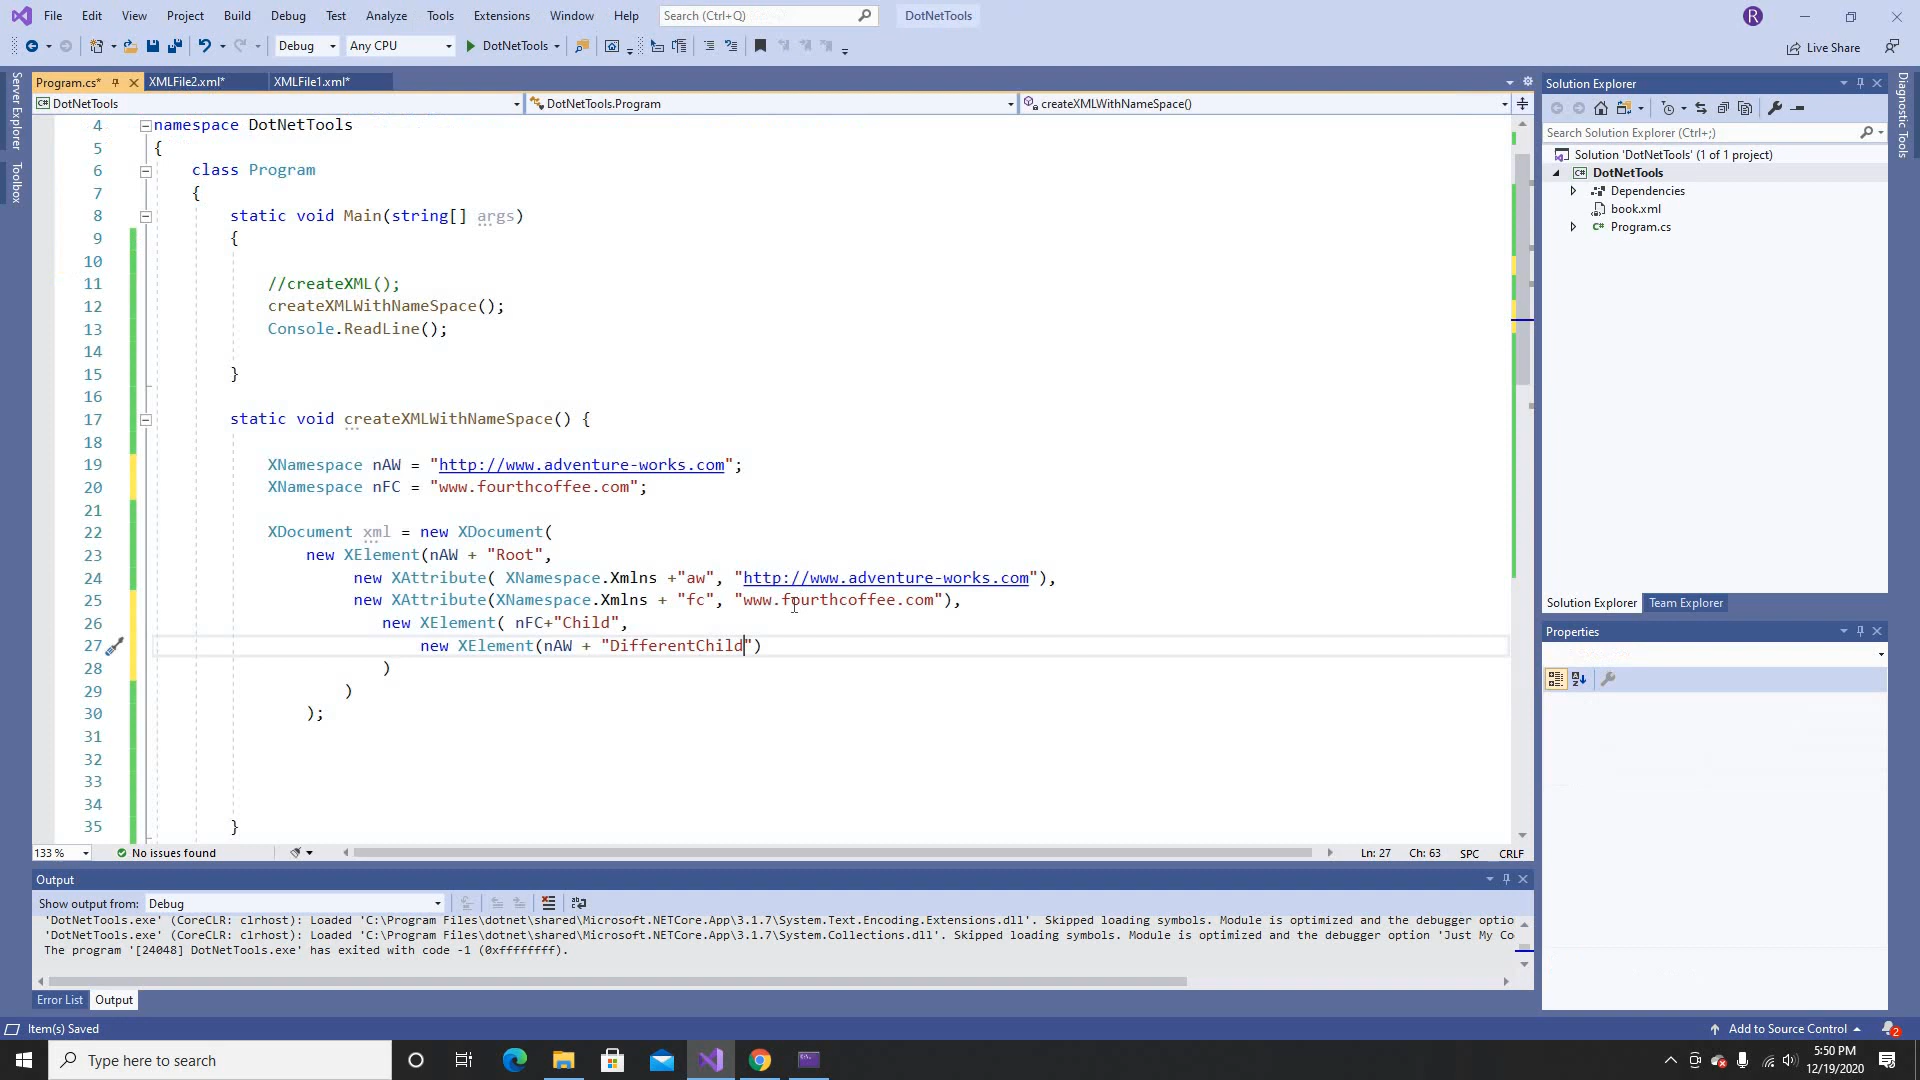 File Edit View Project Build Debug Test Analyze Tools Extensions Window Help Search (Ctrl+Q) DotNetTools R
Debug Any CPU DotNetTools Live Share
Server Explorer
Toolbox
Program.cs* XMLFile2.xml* XMLFile1.xml*
DotNetTools DotNetTools.Program createXMLWithNameSpace()
4 namespace DotNetTools
5 {
6 class Program
7 {
8 static void Main(string[] args)
9 {
10
11 //createXML();
12 createXMLWithNameSpace();
13 Console.ReadLine();
14
15 }
16
17 static void createXMLWithNameSpace() {
18
19 XNamespace nAW = "http://www.adventure-works.com";
20 XNamespace nFC = "www.fourthcoffee.com";
21
22 XDocument xml = new XDocument(
23 new XElement(nAW + "Root",
24 new XAttribute( XNamespace.Xmlns +"aw", "http://www.adventure-works.com"),
25 new XAttribute(XNamespace.Xmlns + "fc", "www.fourthcoffee.com"),
26 new XElement( nFC+"Child",
27 new XElement(nAW + "DifferentChild")
28 )
29 )
30 );
31
32
33
34
35 }
133 % No issues found Ln: 27 Ch: 63 SPC CRLF
Output
Show output from: Debug
'DotNetTools.exe' (CoreCLR: clrhost): Loaded 'C:\Program Files\dotnet\shared\Microsoft.NETCore.App\3.1.7\System.Text.Encoding.Extensions.dll'. Skipped loading symbols. Module is optimized and the debugger optio
'DotNetTools.exe' (CoreCLR: clrhost): Loaded 'C:\Program Files\dotnet\shared\Microsoft.NETCore.App\3.1.7\System.Collections.dll'. Skipped loading symbols. Module is optimized and the debugger option 'Just My Co
The program '[24048] DotNetTools.exe' has exited with code -1 (0xffffffff).
Error List Output
Solution Explorer
Search Solution Explorer (Ctrl+;)
Solution 'DotNetTools' (1 of 1 project)
DotNetTools
Dependencies
book.xml
Program.cs
Solution Explorer Team Explorer
Properties
Diagnostic Tools
Item(s) Saved Add to Source Control 2
Type here to search
5:50 PM
12/19/2020